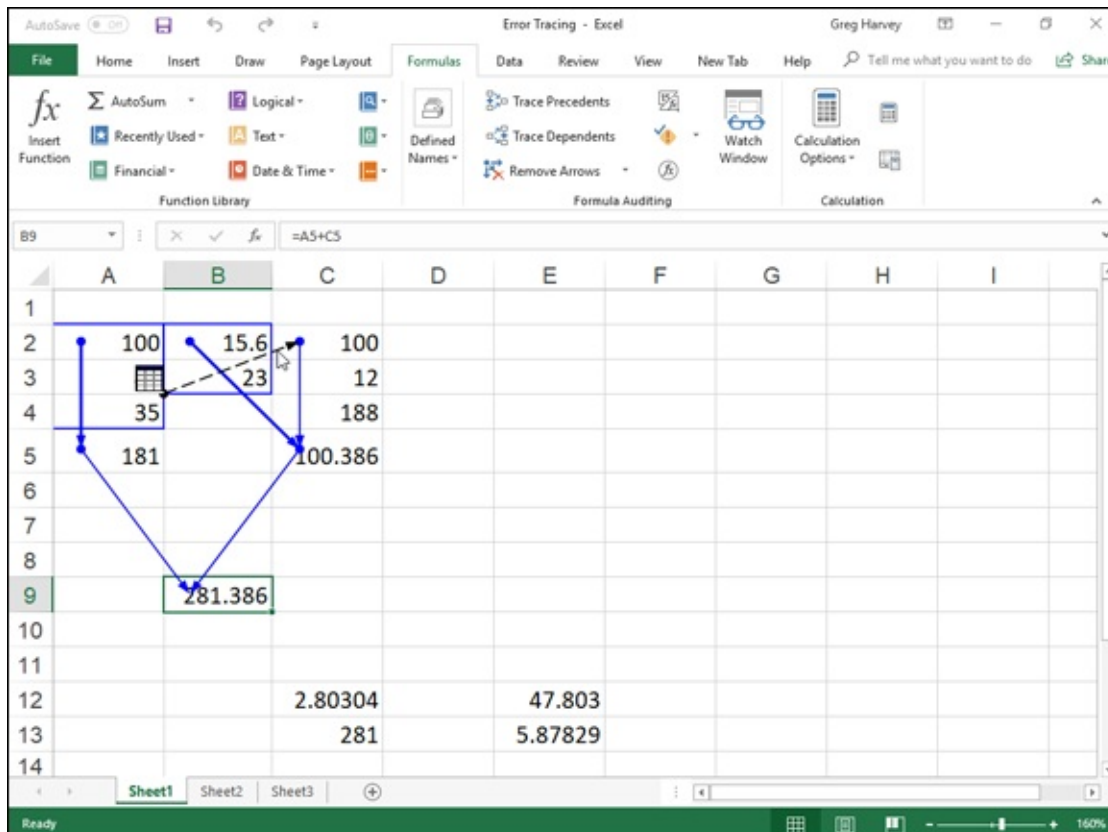 AutoSave Off Error Tracing - Excel Greg Harvey
File Home Insert Draw Page Layout Formulas Data Review View New Tab Help Tell me what you want to do Shar
fx Insert Function
Σ AutoSum
Recently Used
Financial
Logical
Text
Date & Time
Function Library
Defined Names
Trace Precedents
Trace Dependents
Remove Arrows
Formula Auditing
Watch Window
Calculation Options
Calculation
B9 fx =A5+C5
A B C D E F G H I
1
2 100 15.6 100
3 23 12
4 35 188
5 181 100.386
6
7
8
9 281.386
10
11
12 2.80304 47.803
13 281 5.87829
14
Sheet1 Sheet2 Sheet3
Ready 160%